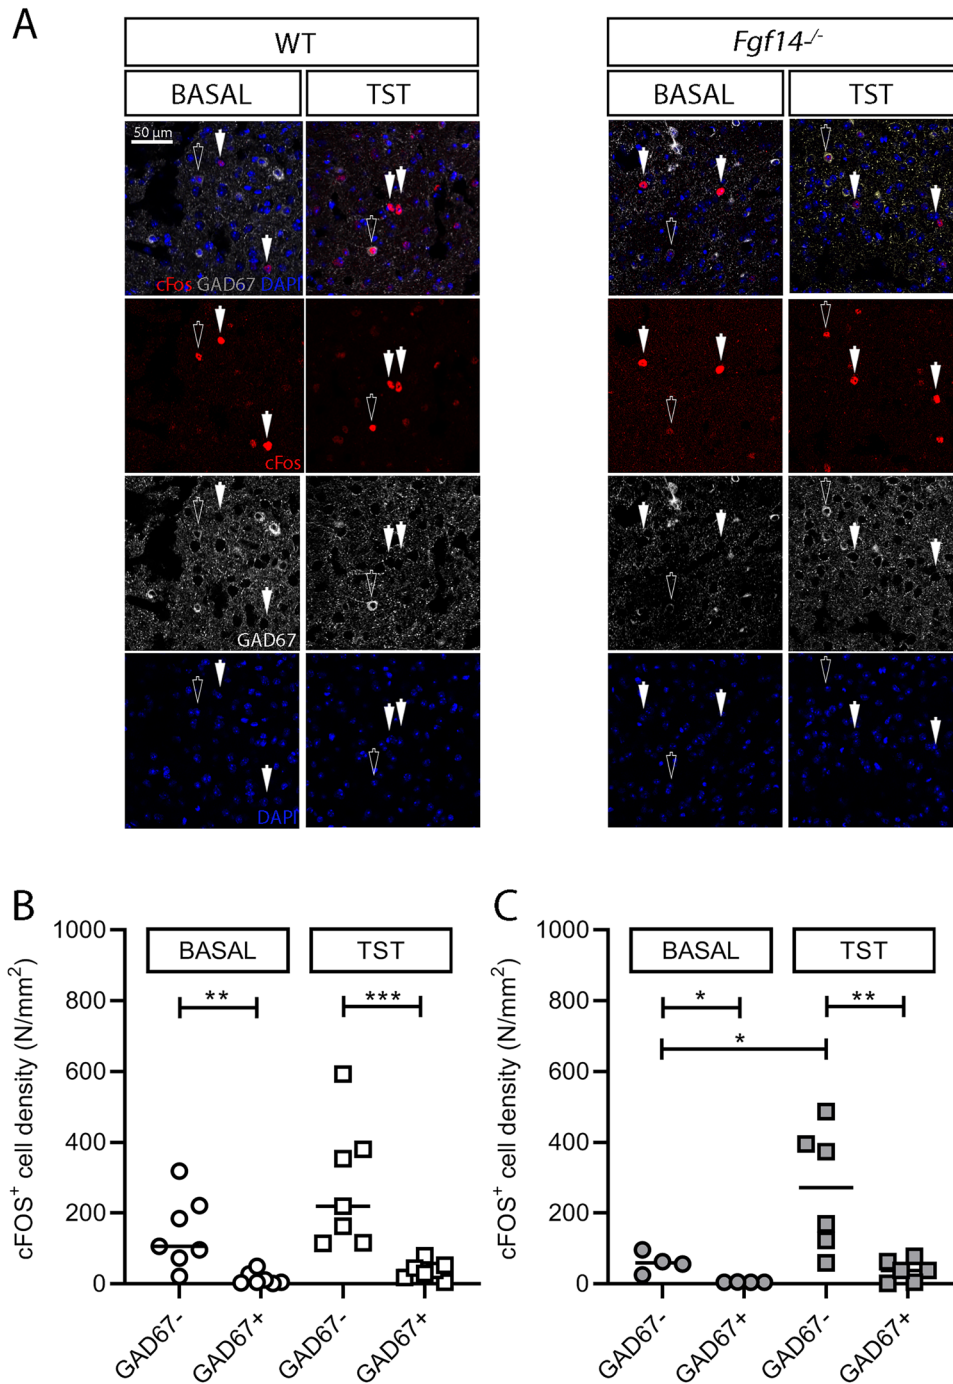 A
WT
Fgf14-/-
BASAL
TST
BASAL
TST
50 µm
cFos GAD67 DAPI
cFos
GAD67
DAPI
B
C
cFOS+ cell density (N/mm2)
1000
800
600
400
200
0
BASAL
TST
**
***
GAD67-
GAD67+
GAD67-
GAD67+
cFOS+ cell density (N/mm2)
1000
800
600
400
200
0
BASAL
TST
*
**
*
GAD67-
GAD67+
GAD67-
GAD67+